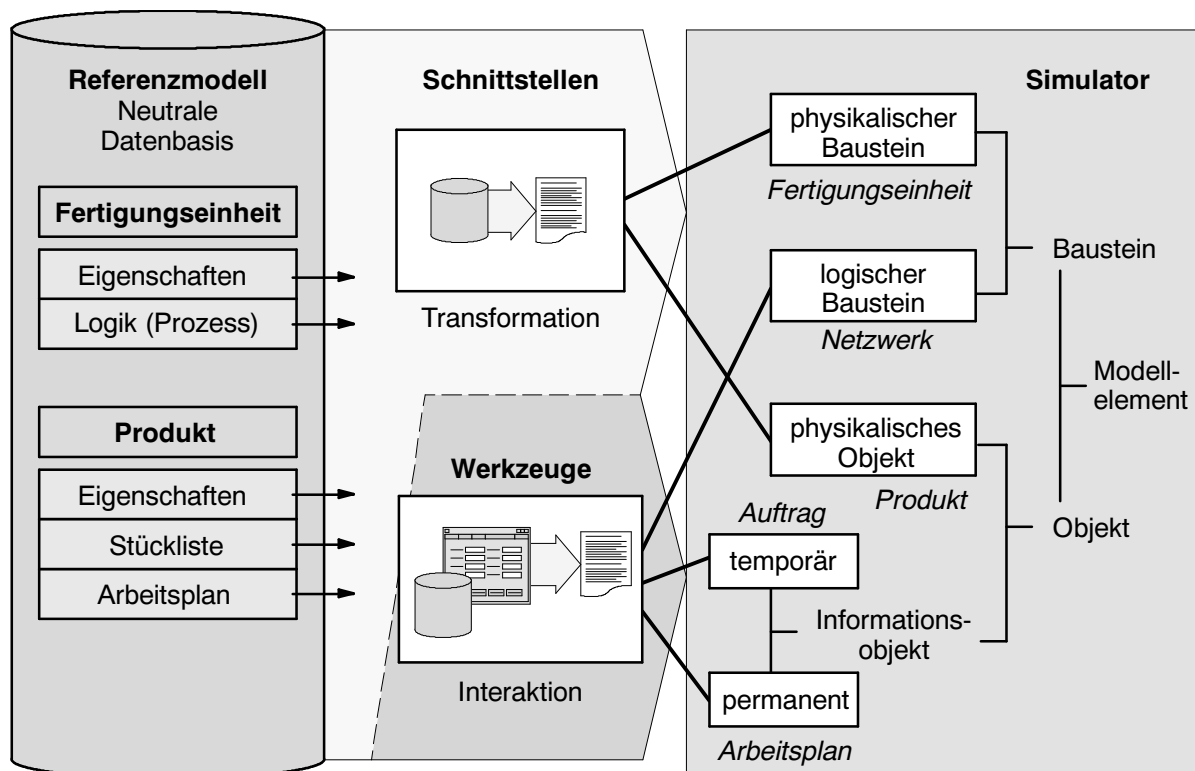 Referenzmodell
Neutrale
Datenbasis
Fertigungseinheit
Eigenschaften
Logik (Prozess)
Produkt
Eigenschaften
Stückliste
Arbeitsplan
Schnittstellen
Transformation
Werkzeuge
Interaktion
Simulator
physikalischer
Baustein
Fertigungseinheit
logischer
Baustein
Netzwerk
physikalisches
Objekt
Produkt
Auftrag
temporär
Informations-
objekt
permanent
Arbeitsplan
Baustein
Modell-
element
Objekt